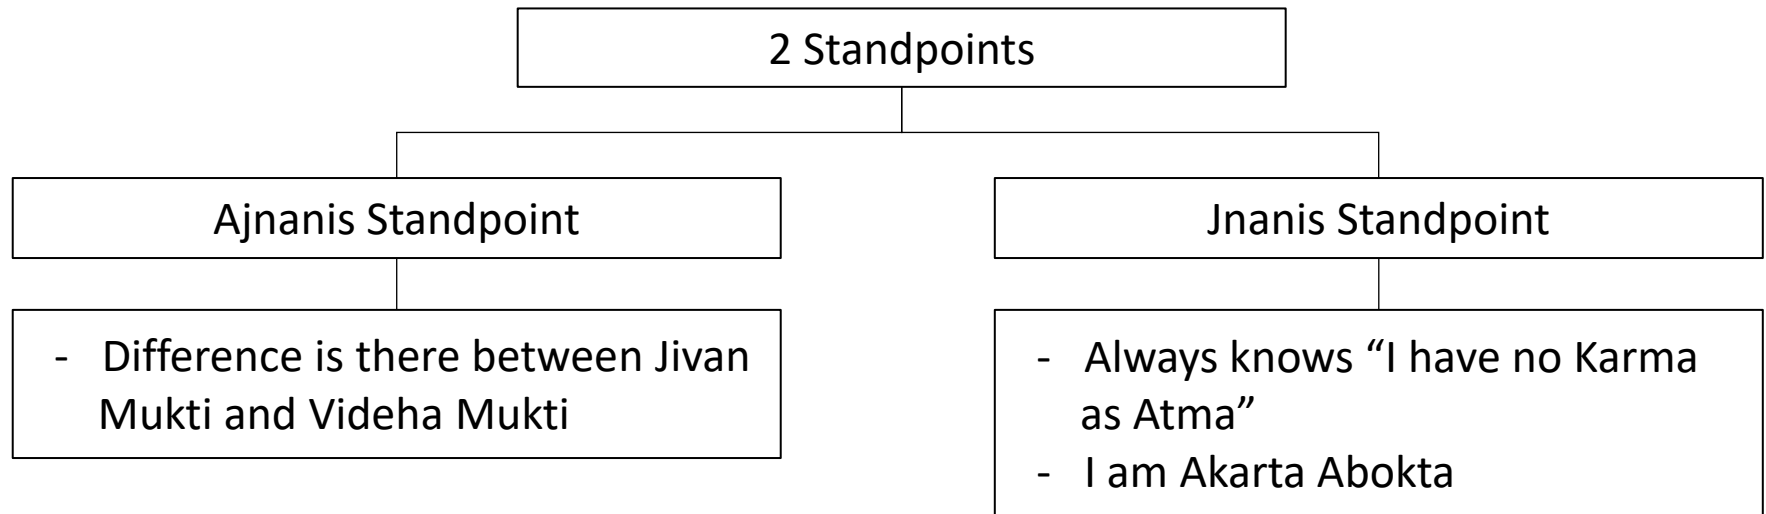 2 Standpoints
Ajnanis Standpoint
- Difference is there between Jivan
Mukti and Videha Mukti
Jnanis Standpoint
- Always knows “I have no Karma
as Atma”
- I am Akarta Abokta